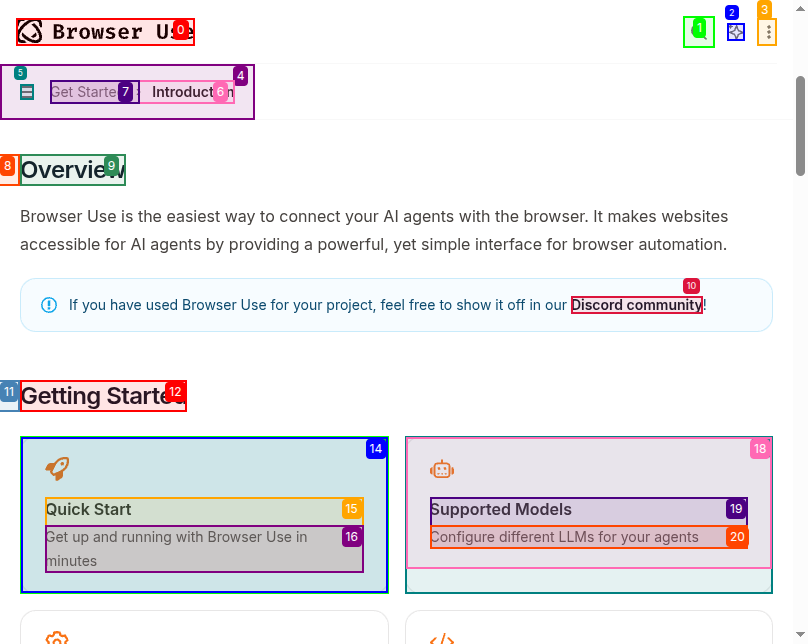 Browser Use
0
1
2
3
4
5
Get Started 7 Introduction 6
8 Overview 9
Browser Use is the easiest way to connect your AI agents with the browser. It makes websites
accessible for AI agents by providing a powerful, yet simple interface for browser automation.
10
If you have used Browser Use for your project, feel free to show it off in our Discord community!
11 Getting Started 12
14
Quick Start 15
Get up and running with Browser Use in
minutes
16
18
Supported Models 19
Configure different LLMs for your agents 20